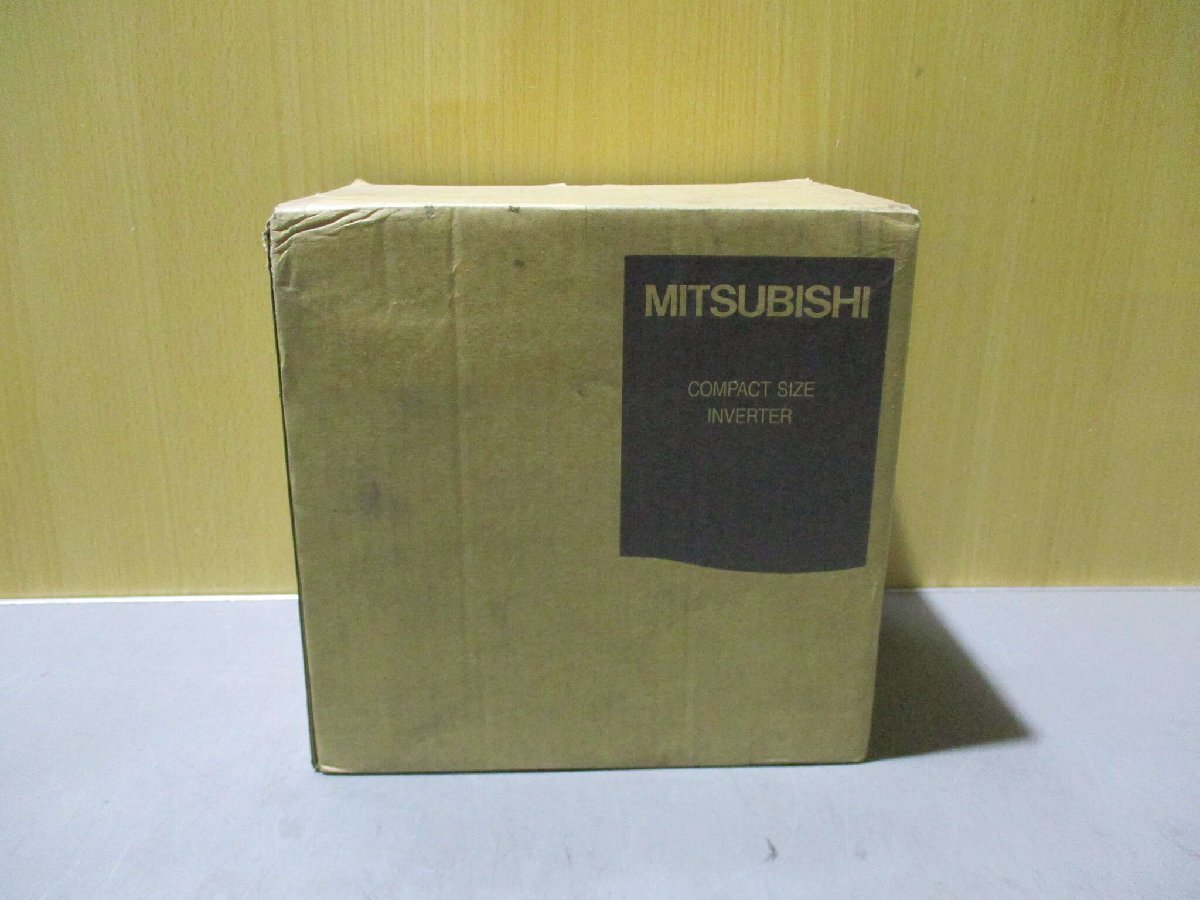 MITSUBISHI
COMPACT SIZE
INVERTER